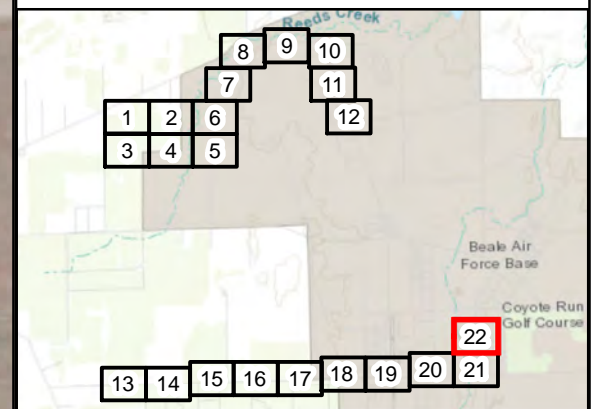 Reeds Creek
8 9 10
7 11
1 2 6 12
3 4 5
Beale Air
Force Base
Coyote Run
Golf Course
22
13 14 15 16 17 18 19 20 21